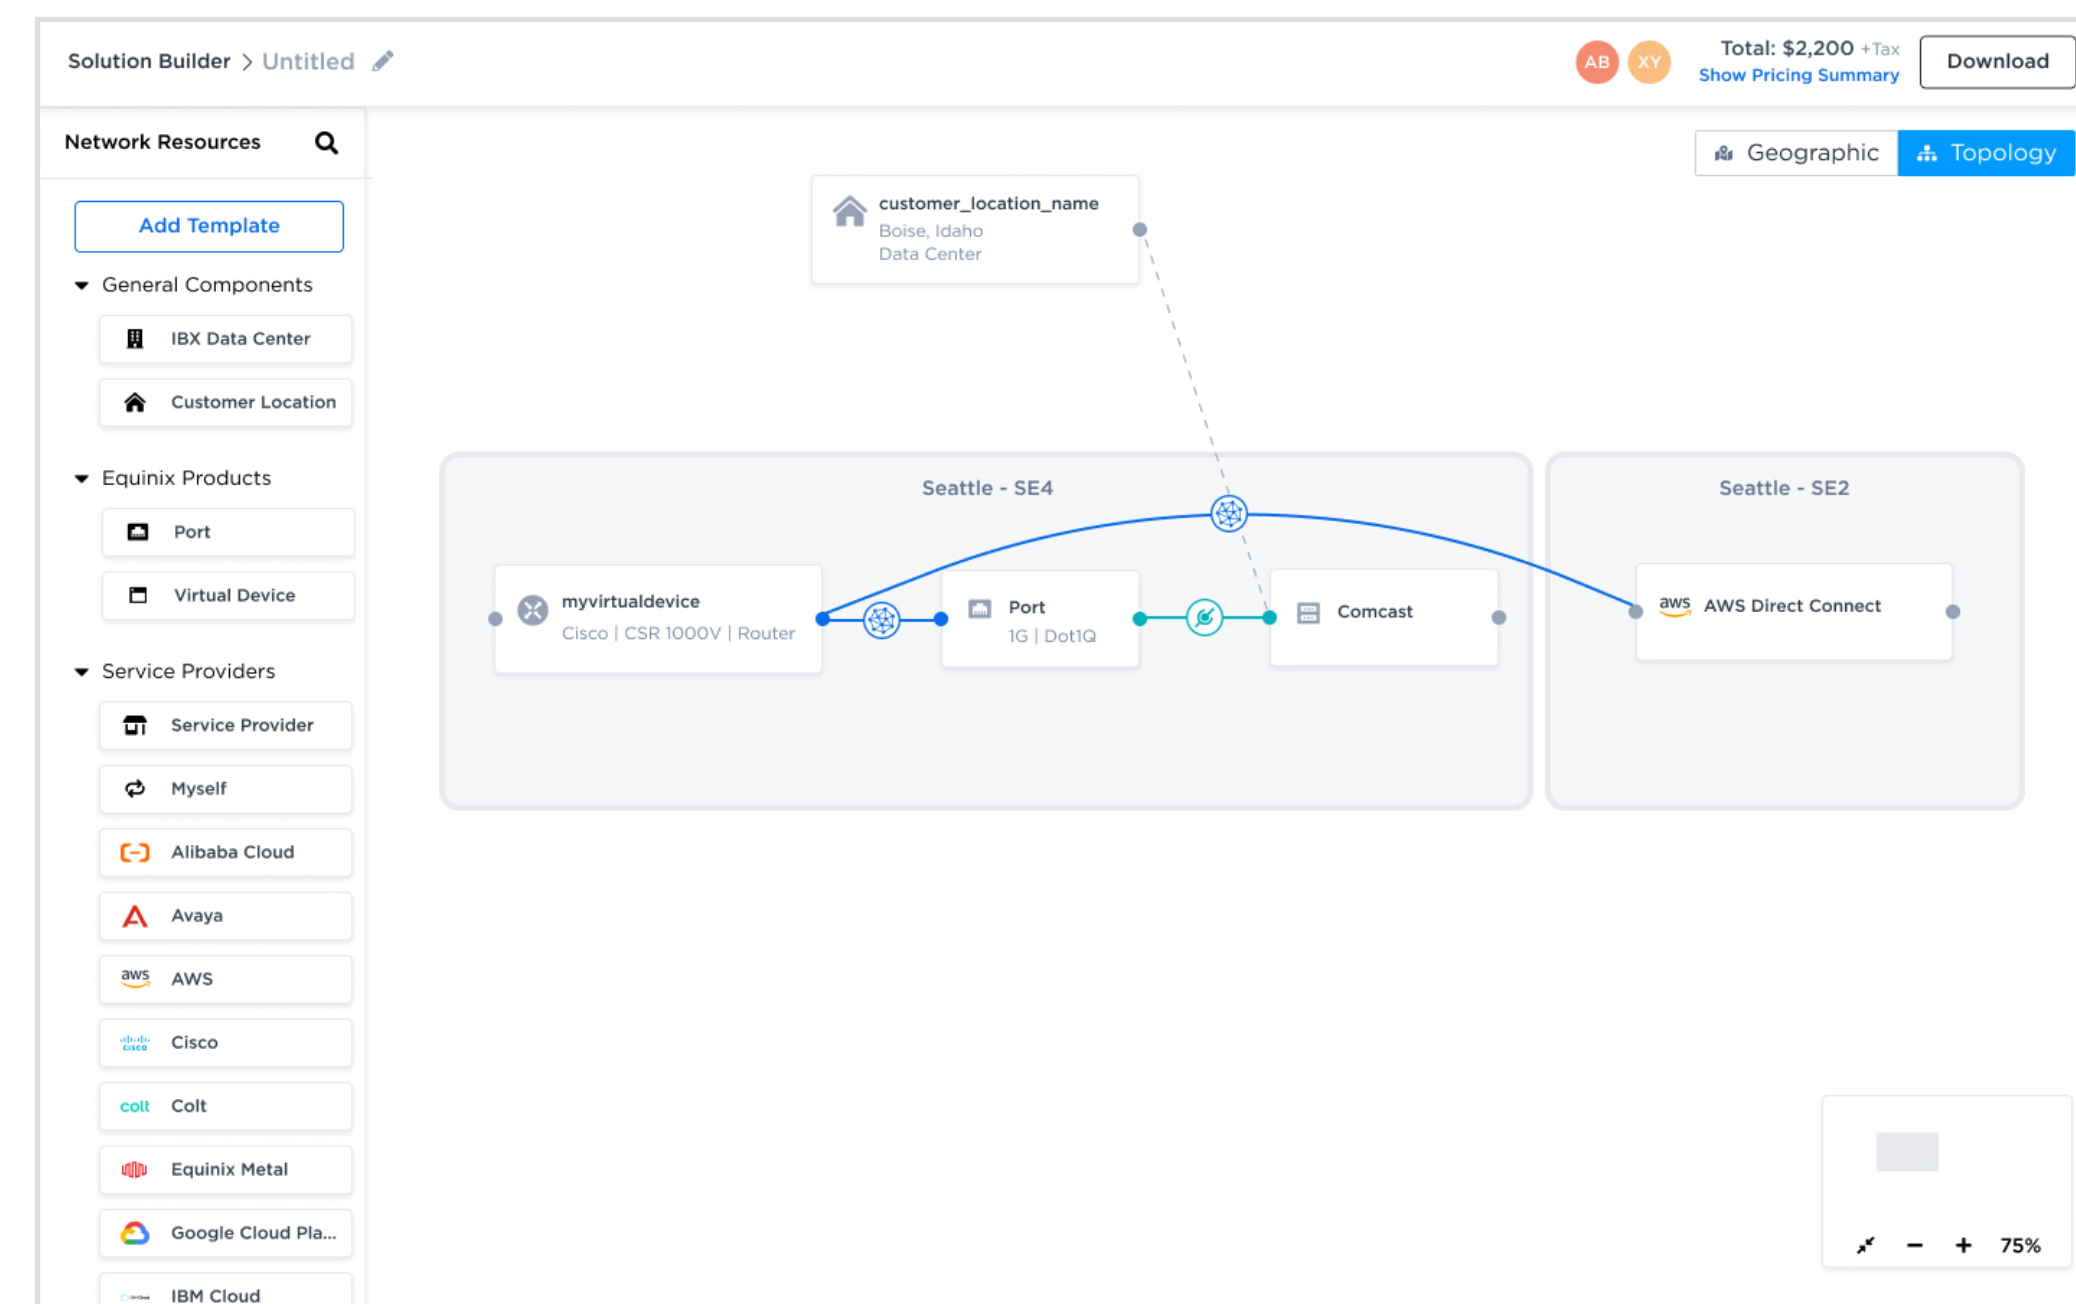 Solution Builder > Untitled
AB XY
Total: $2,200 +Tax
Show Pricing Summary
Download
Network Resources
Geographic
Topology
Add Template
General Components
IBX Data Center
Customer Location
Equinix Products
Port
Virtual Device
Service Providers
Service Provider
Myself
Alibaba Cloud
Avaya
aws AWS
cisco Cisco
colt Colt
Equinix Metal
Google Cloud Pla...
IBM Cloud
customer_location_name
Boise, Idaho
Data Center
Seattle - SE4
myvirtualdevice
Cisco | CSR 1000V | Router
Port
1G | Dot1Q
Comcast
Seattle - SE2
aws AWS Direct Connect
75%